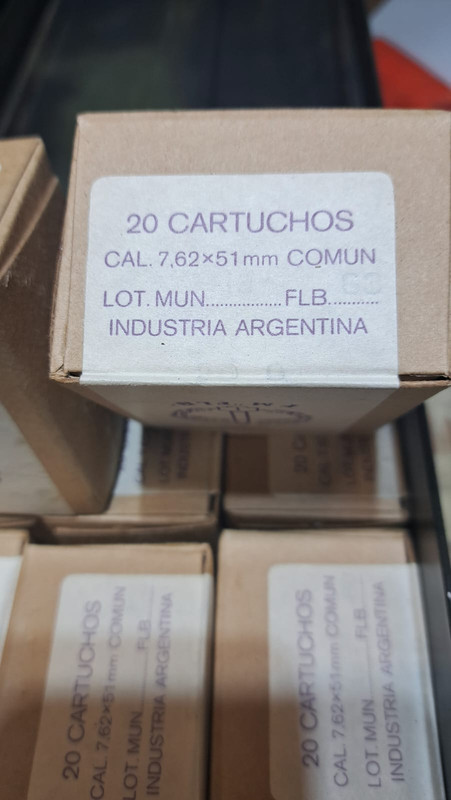 20 CARTUCHOS
CAL. 7,62×51mm COMUN
LOT. MUN.................FLB...........
INDUSTRIA ARGENTINA
20 CARTUCHOS
CAL. 7,62×51mm COMUN
LOT. MUN FLB
INDUSTRIA ARGENTINA
20 CARTUCHOS
CAL. 7,62×51mm COMUN
LOT. MUN FLB
INDUSTRIA ARGENTINA